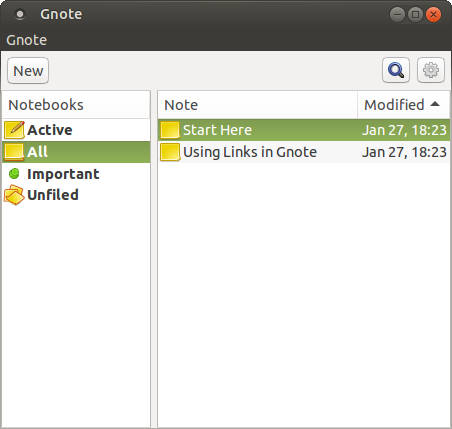 Gnote
Gnote
New
Notebooks
Active
All
Important
Unfiled
Note Modified
Start Here Jan 27, 18:23
Using Links in Gnote Jan 27, 18:23